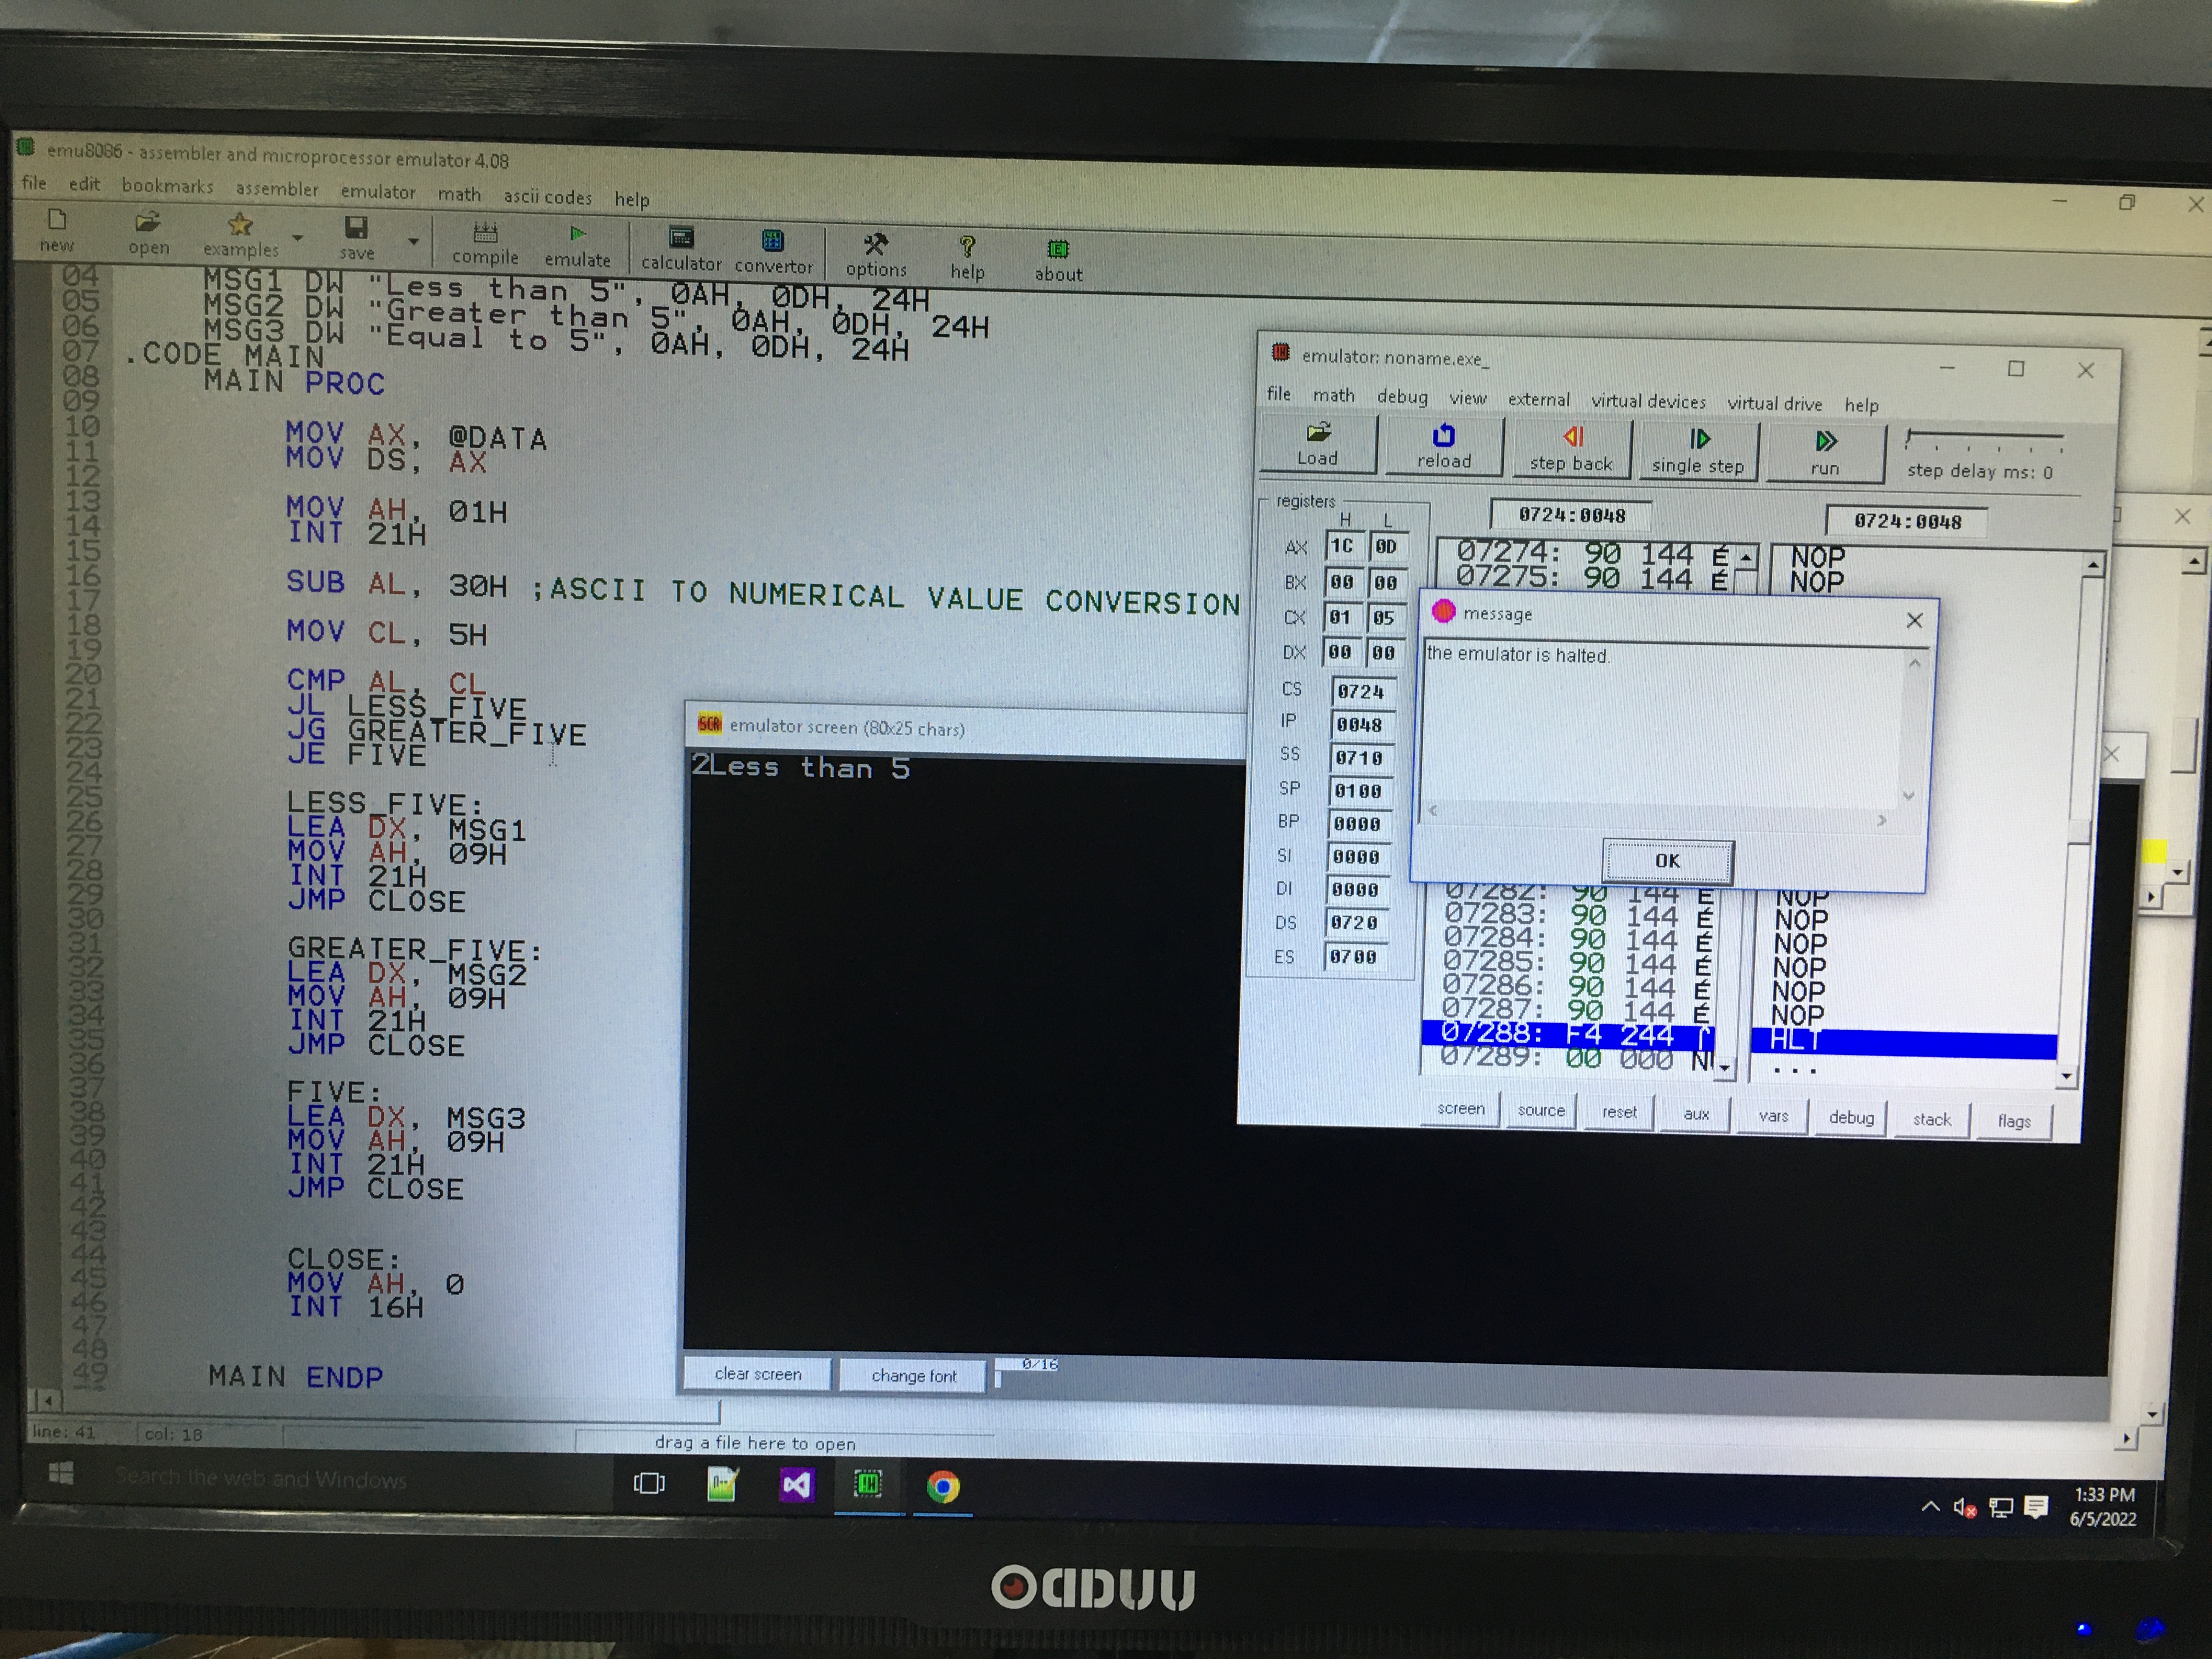 emu8086 - assembler and microprocessor emulator 4.08
file edit bookmarks assembler emulator math ascii codes help
new open examples save compile emulate calculator convertor options help about
04 MSG1 DW "Less than 5", 0AH, 0DH, 24H
05 MSG2 DW "Greater than 5", 0AH, 0DH, 24H
06 MSG3 DW "Equal to 5", 0AH, 0DH, 24H
07 .CODE MAIN
08 MAIN PROC
09
10 MOV AX, @DATA
11 MOV DS, AX
12
13 MOV AH, 01H
14 INT 21H
15
16 SUB AL, 30H ;ASCII TO NUMERICAL VALUE CONVERSION
17
18 MOV CL, 5H
19
20 CMP AL, CL
21 JL LESS_FIVE
22 JG GREATER_FIVE
23 JE FIVE
24
25 LESS_FIVE:
26 LEA DX, MSG1
27 MOV AH, 09H
28 INT 21H
29 JMP CLOSE
30
31 GREATER_FIVE:
32 LEA DX, MSG2
33 MOV AH, 09H
34 INT 21H
35 JMP CLOSE
36
37 FIVE:
38 LEA DX, MSG3
39 MOV AH, 09H
40 INT 21H
41 JMP CLOSE
42
43
44 CLOSE:
45 MOV AH, 0
46 INT 16H
47
48
49 MAIN ENDP
line: 41 col: 18
drag a file here to open
emulator: noname.exe_
file math debug view external virtual devices virtual drive help
Load reload step back single step run step delay ms: 0
registers
H L
0724:0048 0724:0048
AX 1C 0D
BX 00 00
CX 01 05
DX 00 00
CS 0724
IP 0048
SS 0710
SP 0100
BP 0000
SI 0000
DI 0000
DS 0720
ES 0700
07274: 90 144 É NOP
07275: 90 144 É NOP
07282: 90 144 É NOP
07283: 90 144 É NOP
07284: 90 144 É NOP
07285: 90 144 É NOP
07286: 90 144 É NOP
07287: 90 144 É NOP
07288: F4 244 ⌠ HLT
07289: 00 000 ...
screen source reset aux vars debug stack flags
message
the emulator is halted.
OK
SCR emulator screen (80x25 chars)
2Less than 5
clear screen change font 0/16
Search the web and Windows
1:33 PM
6/5/2022